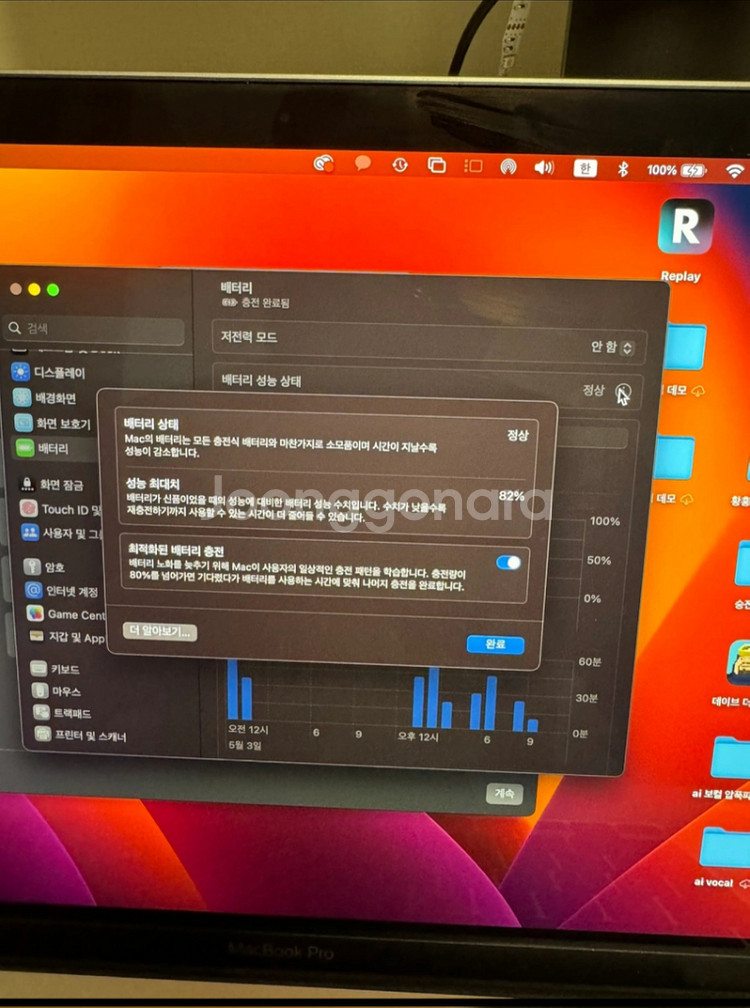 한
100%
R
Replay
배터리
충전 완료됨
검색
저전력 모드
안 함
디스플레이
배경화면
화면 보호기
배터리
배터리 성능 상태
정상
데모
배터리 상태
정상
Mac의 배터리는 모든 충전식 배터리와 마찬가지로 소모품이며 시간이 지날수록
성능이 감소합니다.
성능 최대치
82%
배터리가 신품이었을 때의 성능에 대비한 배터리 성능 수치입니다. 수치가 낮을수록
재충전하기까지 사용할 수 있는 시간이 더 줄어들 수 있습니다.
Joonggonara
최적화된 배터리 충전
배터리 노화를 늦추기 위해 Mac이 사용자의 일상적인 충전 패턴을 학습합니다. 충전량이
80%를 넘어가면 기다렸다가 배터리를 사용하는 시간에 맞춰 나머지 충전을 완료합니다.
더 알아보기...
완료
화면 잠금
Touch ID 및
사용자 및 그
암호
인터넷 계정
Game Cent
지갑 및 App
키보드
마우스
트랙패드
프린터 및 스캐너
데모
100%
50%
0%
60분
30분
0분
오전 12시
6
9
오후 12시
6
9
5월 3일
계속
데이브 더
ai 보컬
ai vocal
MacBook Pro